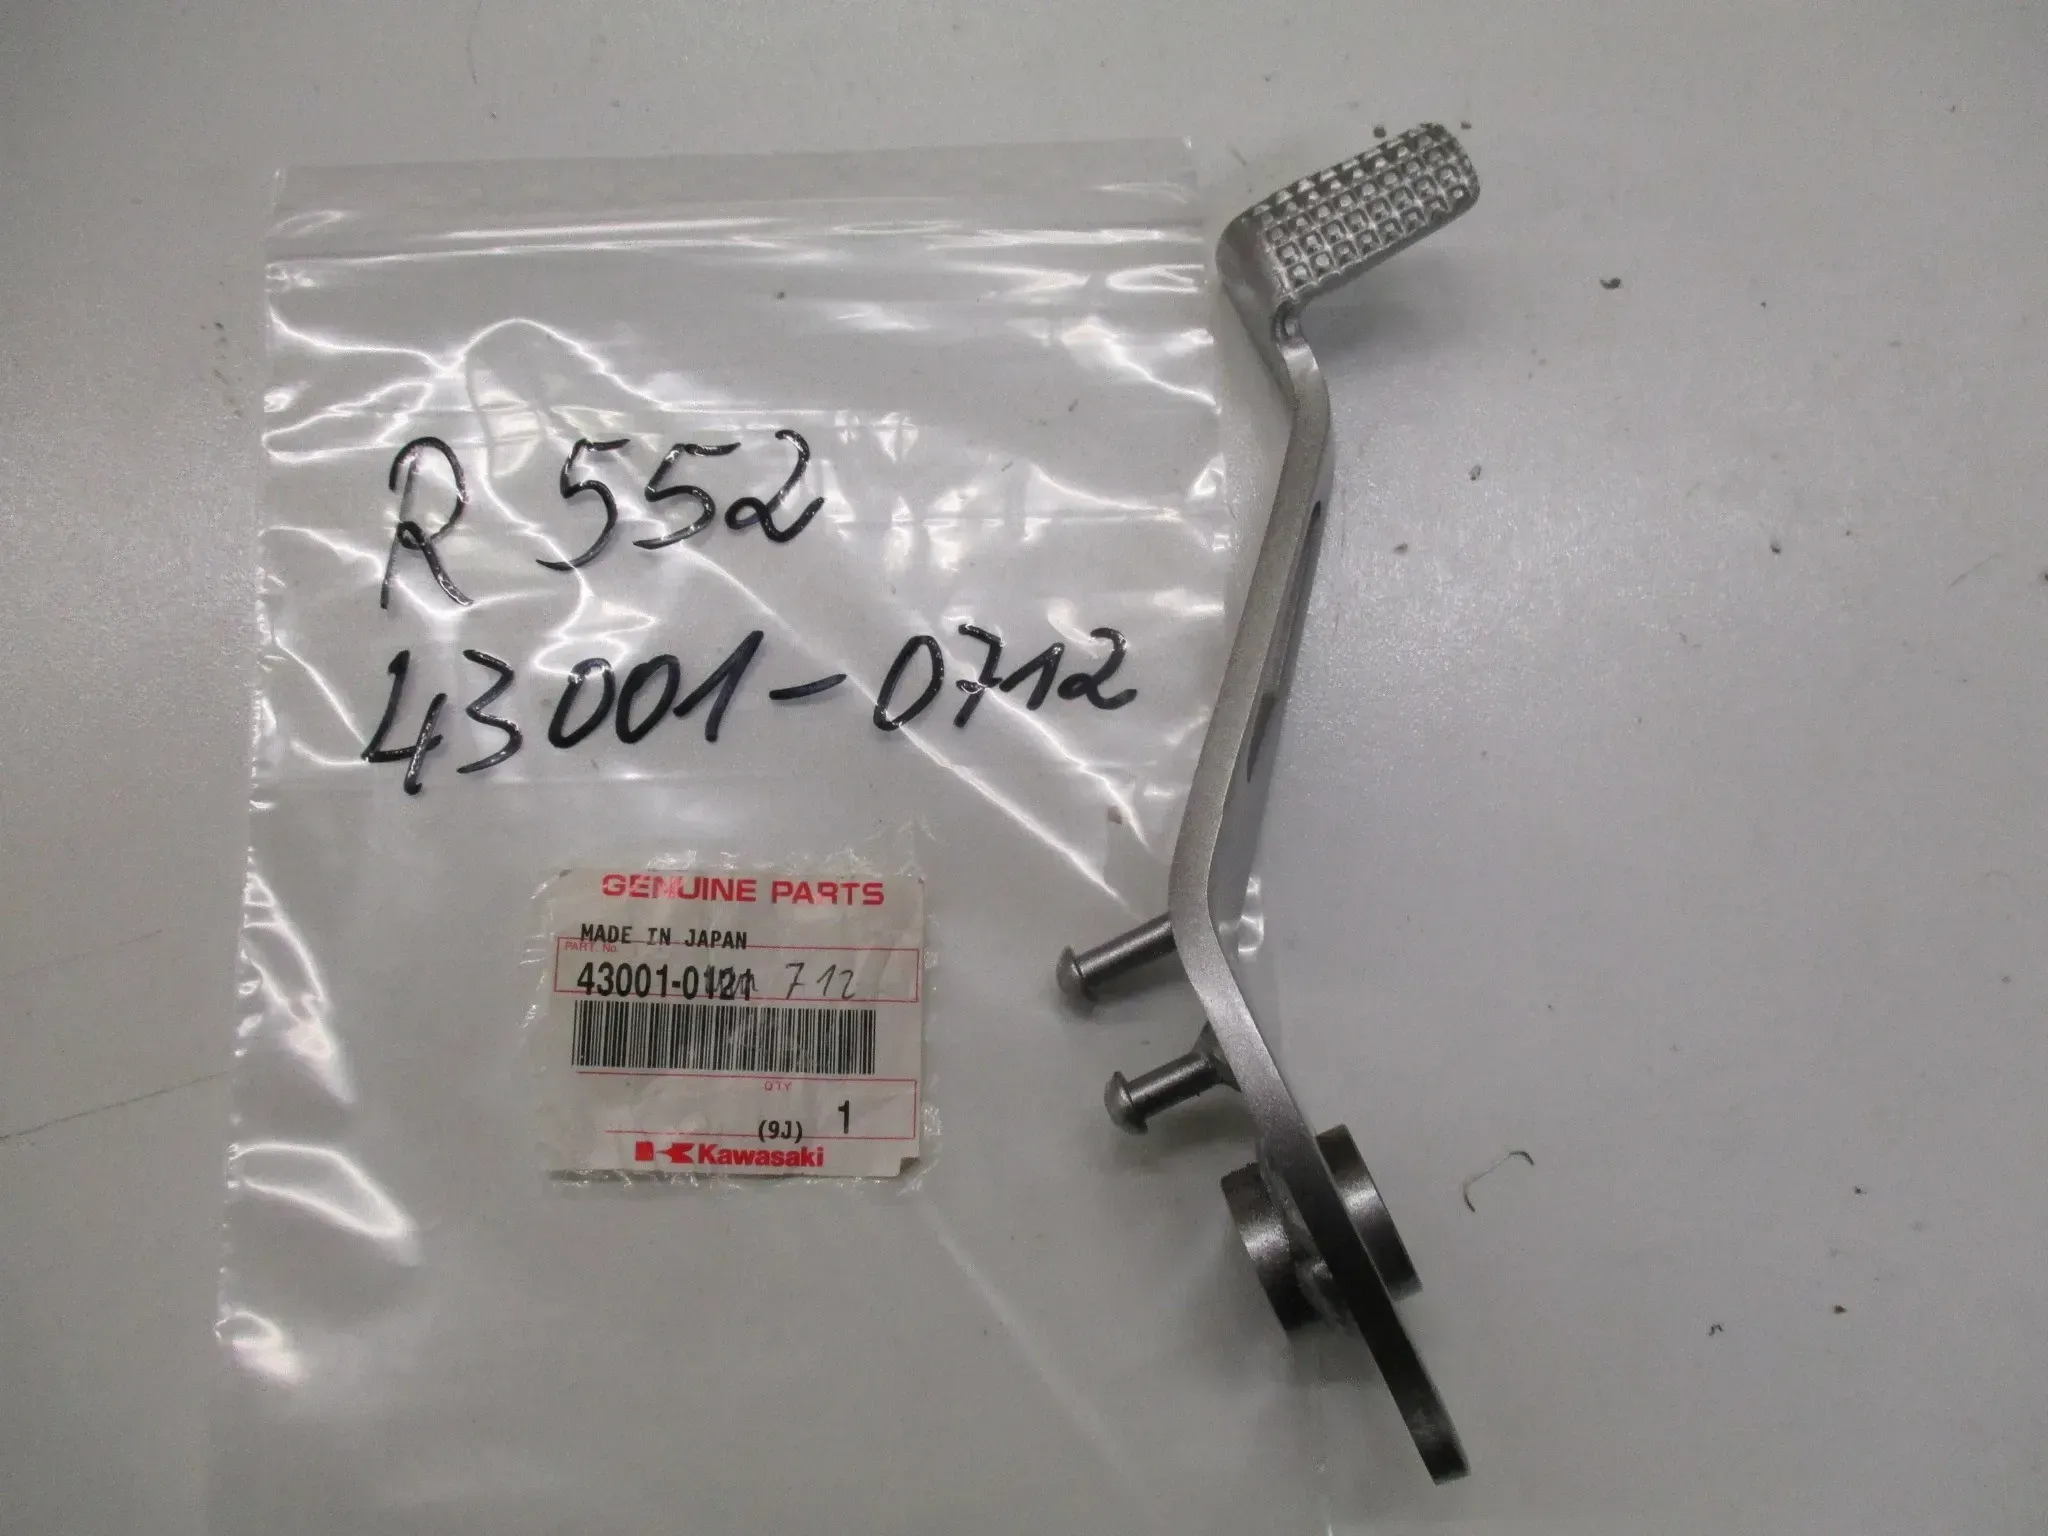 R 552
43001-0712
GENUINE PARTS
MADE IN JAPAN
PART. No.
43001-0121 712
QTY
(9J) 1
Kawasaki